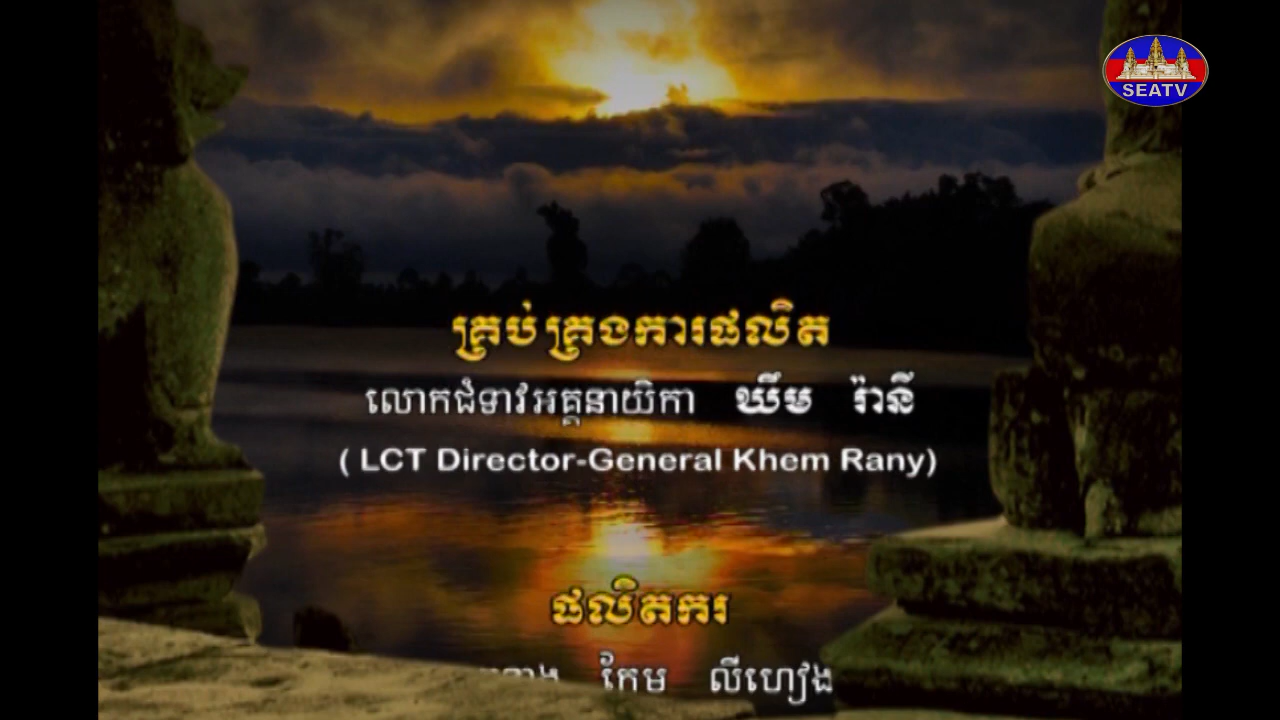 SEATV
គ្រប់គ្រងការផលិត
លោកជំទាវអគ្គនាយិកា ឃឹម រ៉ានី
( LCT Director-General Khem Rany)
ផលិតករ
កែម លីហៀង